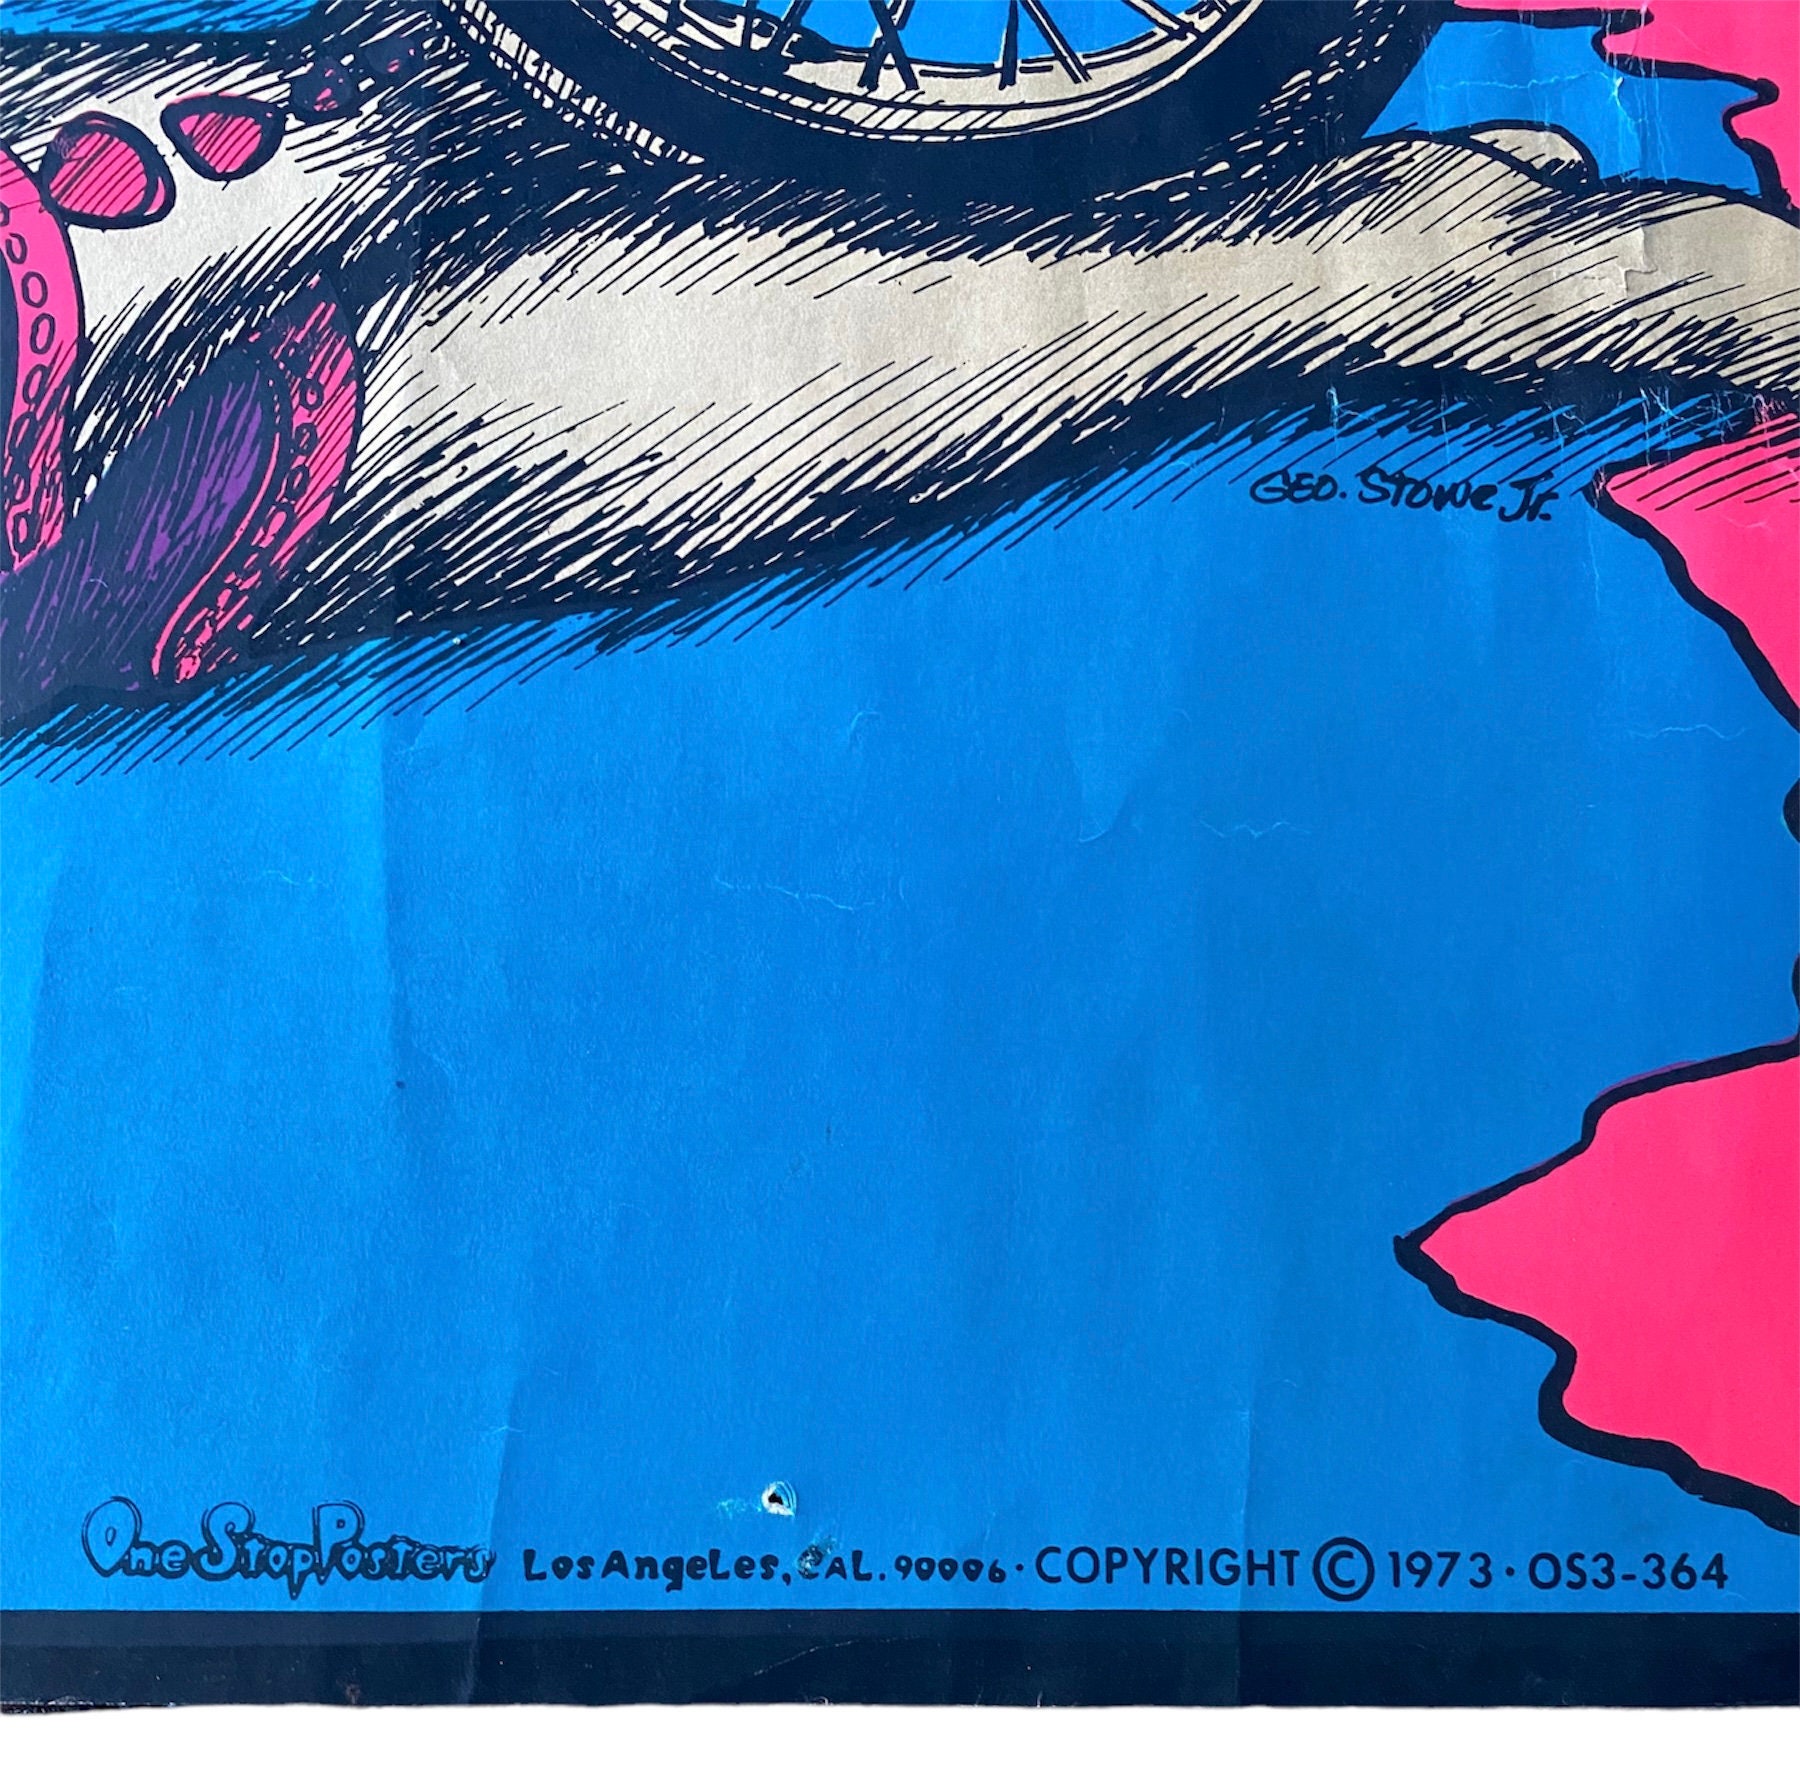 GEO. Stowe Jr.
One Stop Posters Los Angeles, CAL. 90006 · COPYRIGHT © 1973 · OS3-364